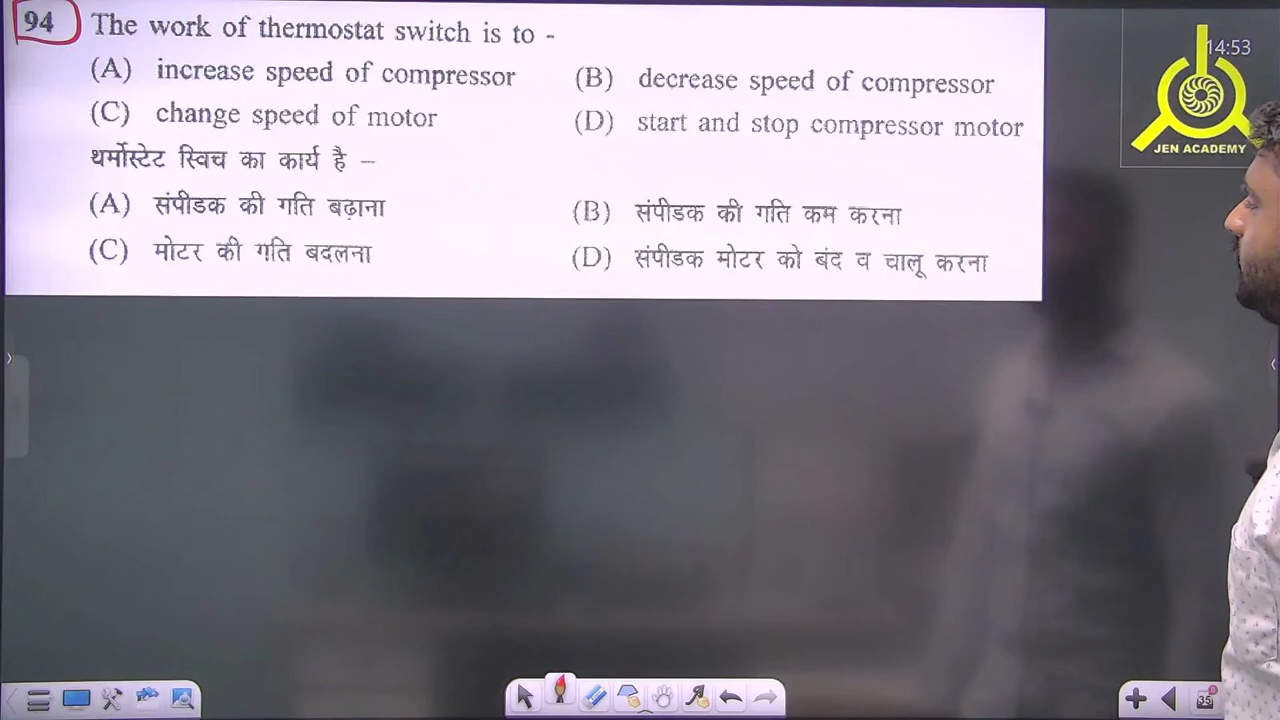 94 The work of thermostat switch is to -
(A) increase speed of compressor (B) decrease speed of compressor
(C) change speed of motor (D) start and stop compressor motor
थर्मोस्टेट स्विच का कार्य है –
(A) संपीडक की गति बढ़ाना (B) संपीडक की गति कम करना
(C) मोटर की गति बदलना (D) संपीडक मोटर को बंद व चालू करना
14:53
JEN ACADEMY
35